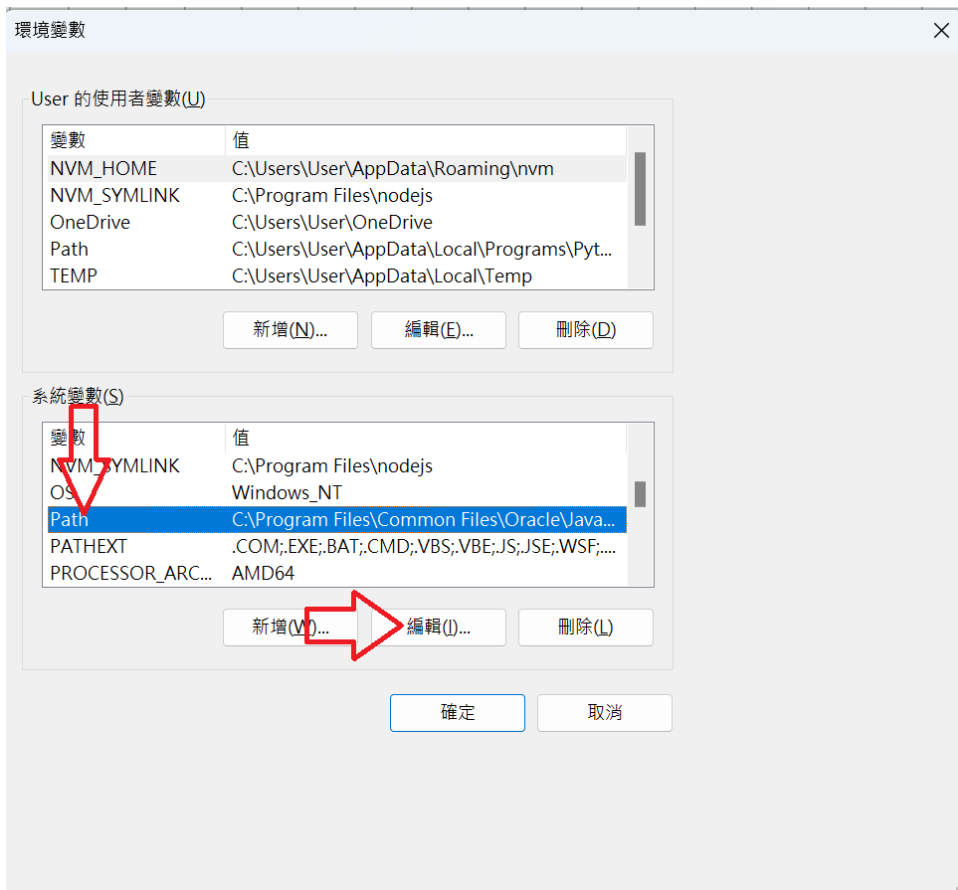 環境變數
User 的使用者變數(U)
變數 值
NVM_HOME C:\Users\User\AppData\Roaming\nvm
NVM_SYMLINK C:\Program Files\nodejs
OneDrive C:\Users\User\OneDrive
Path C:\Users\User\AppData\Local\Programs\Pyt...
TEMP C:\Users\User\AppData\Local\Temp
新增(N)... 編輯(E)... 刪除(D)
系統變數(S)
變數 值
NVM_SYMLINK C:\Program Files\nodejs
OS Windows_NT
Path C:\Program Files\Common Files\Oracle\Java...
PATHEXT .COM;.EXE;.BAT;.CMD;.VBS;.VBE;.JS;.JSE;.WSF;....
PROCESSOR_ARC... AMD64
新增(W)... 編輯(I)... 刪除(L)
確定 取消